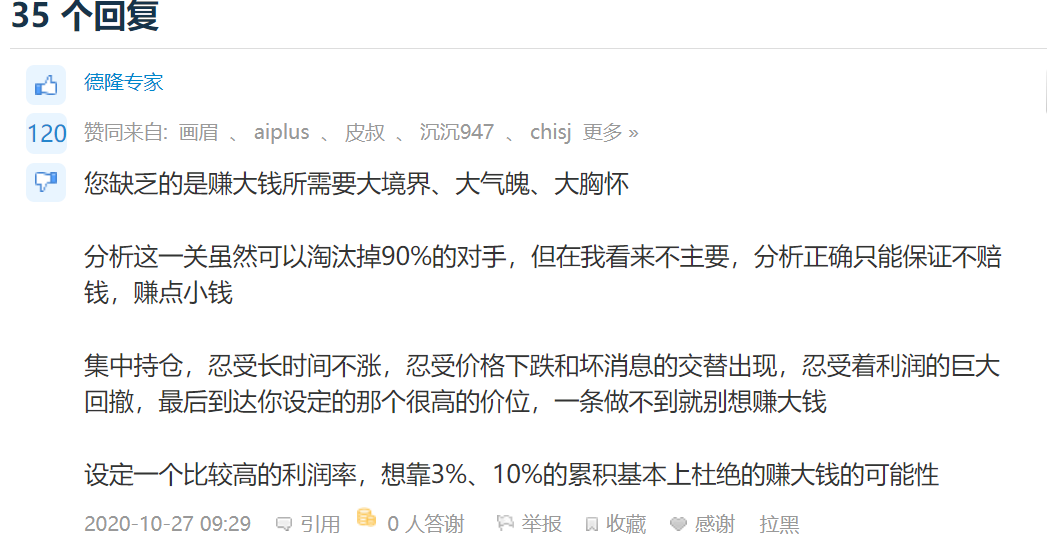 35 个回复
德隆专家
120
赞同来自: 画眉 、 aiplus 、 皮叔 、 沉沉947 、 chisj 更多 »
您缺乏的是赚大钱所需要大境界、大气魄、大胸怀
分析这一关虽然可以淘汰掉90%的对手，但在我看来不主要，分析正确只能保证不赔
钱，赚点小钱
集中持仓，忍受长时间不涨，忍受价格下跌和坏消息的交替出现，忍受着利润的巨大
回撤，最后到达你设定的那个很高的价位，一条做不到就别想赚大钱
设定一个比较高的利润率，想靠3%、10%的累积基本上杜绝的赚大钱的可能性
2020-10-27 09:29 引用 0 人答谢 举报 收藏 感谢 拉黑